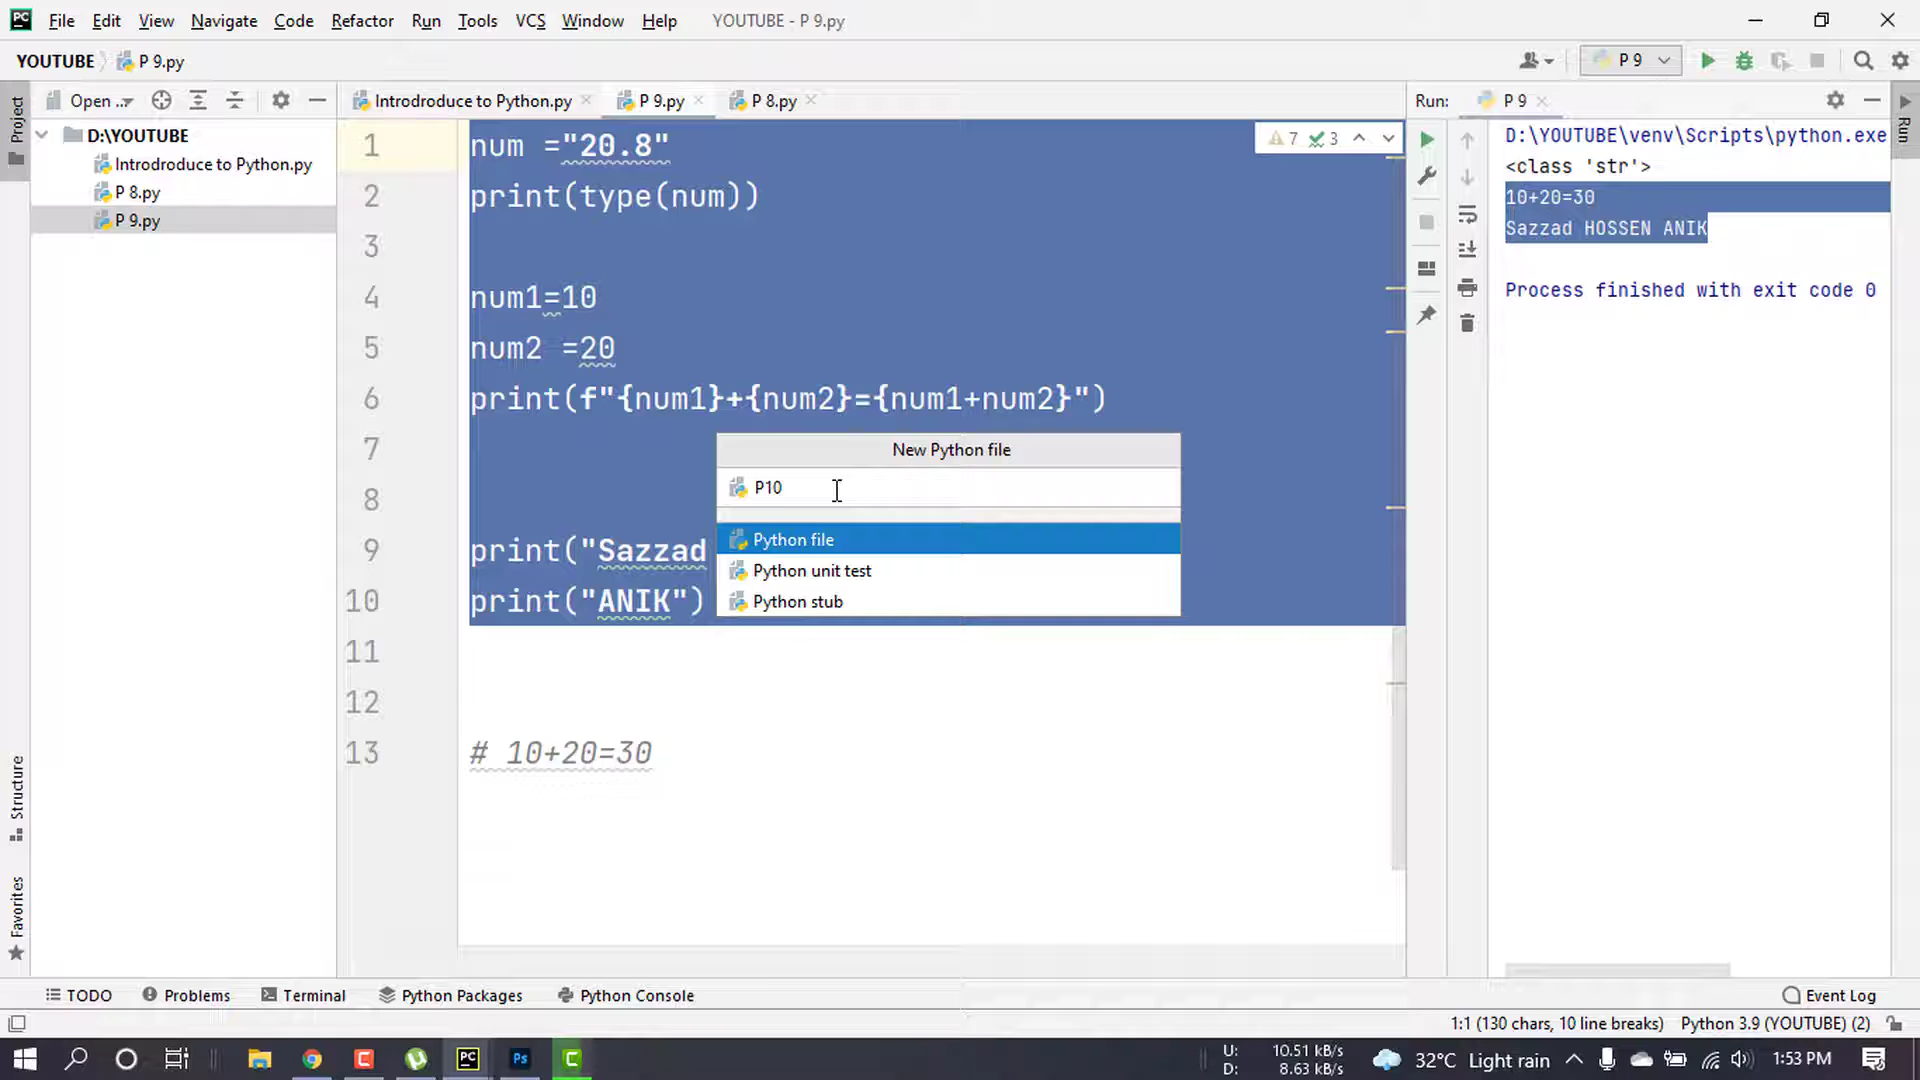 PC File Edit View Navigate Code Refactor Run Tools VCS Window Help YOUTUBE - P 9.py
YOUTUBE P 9.py P 9
Project
Open .. Introdroduce to Python.py P 9.py P 8.py
Run: P 9
Run
D:\YOUTUBE
Introdroduce to Python.py
P 8.py
P 9.py
1 num ="20.8"
2 print(type(num))
3
4 num1=10
5 num2 =20
6 print(f"{num1}+{num2}={num1+num2}")
7
8
9 print("Sazzad
10 print("ANIK")
11
12
13 # 10+20=30
7 3
New Python file
P10
Python file
Python unit test
Python stub
D:\YOUTUBE\venv\Scripts\python.exe
<class 'str'>
10+20=30
Sazzad HOSSEN ANIK
Process finished with exit code 0
Structure
Favorites
TODO Problems Terminal Python Packages Python Console Event Log
1:1 (130 chars, 10 line breaks) Python 3.9 (YOUTUBE) (2)
PC Ps C C
U: 10.51 kB/s
D: 8.63 kB/s
32°C Light rain 1:53 PM